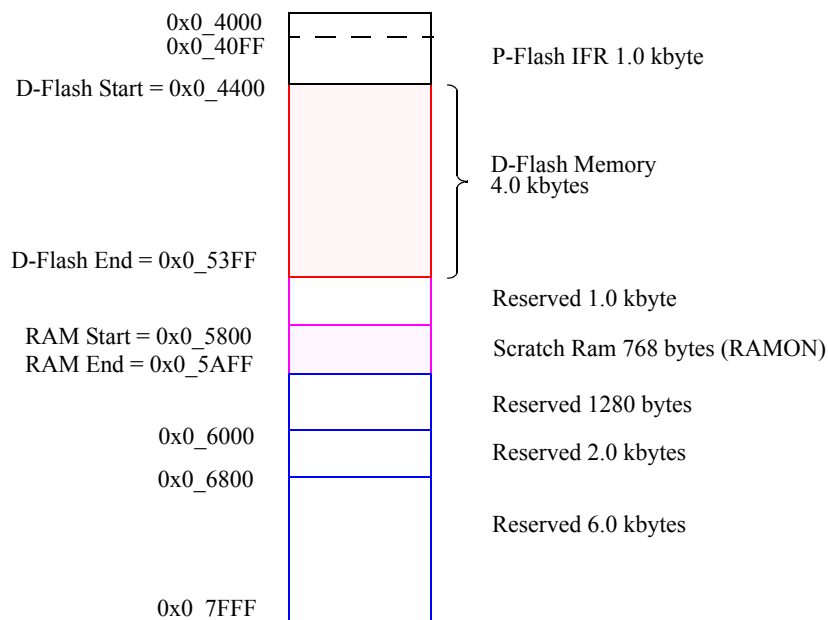 0x0_4000
0x0_40FF
P-Flash IFR 1.0 kbyte
D-Flash Start = 0x0_4400
D-Flash Memory
4.0 kbytes
D-Flash End = 0x0_53FF
Reserved 1.0 kbyte
RAM Start = 0x0_5800
Scratch Ram 768 bytes (RAMON)
RAM End = 0x0_5AFF
Reserved 1280 bytes
0x0_6000
Reserved 2.0 kbytes
0x0_6800
Reserved 6.0 kbytes
0x0_7FFF